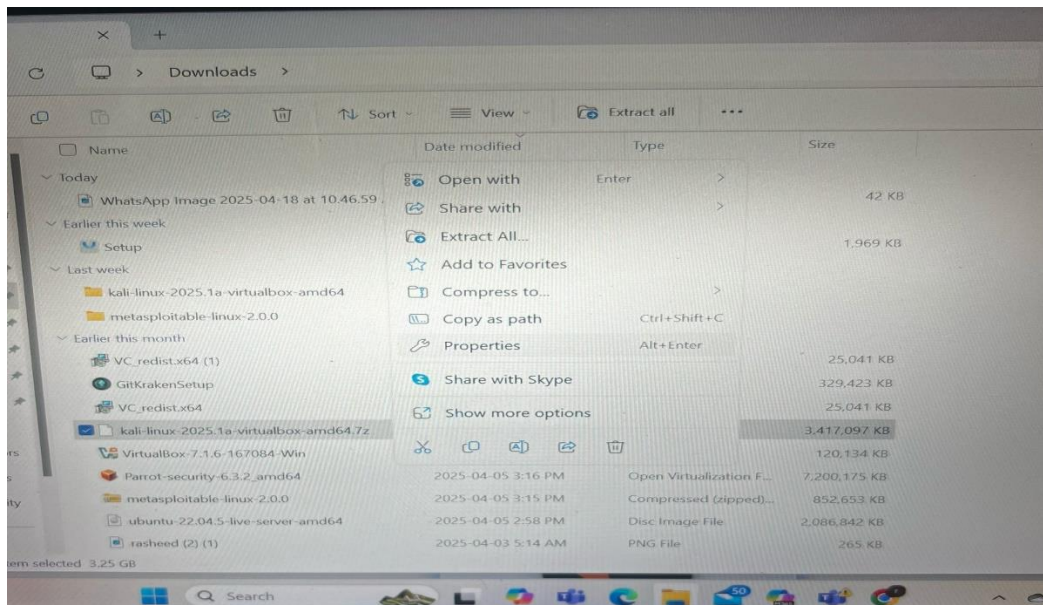 Downloads
Sort
View
Extract all
Name
Date modified
Type
Size
Today
WhatsApp Image 2025-04-18 at 10.46.59
42 KB
Earlier this week
Setup
1,969 KB
Last week
kali-linux-2025.1a-virtualbox-amd64
metasploitable-linux-2.0.0
Earlier this month
VC_redist.x64 (1)
25,041 KB
GitKrakenSetup
329,423 KB
VC_redist.x64
25,041 KB
kali-linux-2025.1a-virtualbox-amd64.7z
3,417,097 KB
VirtualBox-7.1.6-167084-Win
120,134 KB
Parrot-security-6.3.2_amd64
2025-04-05 3:16 PM
Open Virtualization F...
7,200,175 KB
metasploitable-linux-2.0.0
2025-04-05 3:15 PM
Compressed (zipped)...
852,653 KB
ubuntu-22.04.5-live-server-amd64
2025-04-05 2:58 PM
Disc Image File
2,086,842 KB
rasheed (2) (1)
2025-04-03 5:14 AM
PNG File
265 KB
Open with
Enter
Share with
Extract All...
Add to Favorites
Compress to...
Copy as path
Ctrl+Shift+C
Properties
Alt+Enter
Share with Skype
Show more options
selected 3.25 GB
Search
50